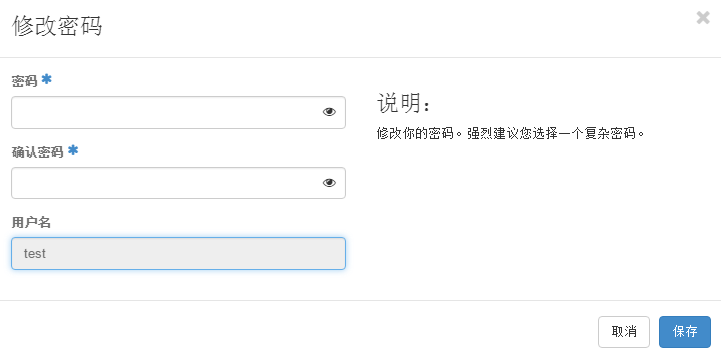 修改密码
密码
说明：
修改你的密码。强烈建议您选择一个复杂密码。
确认密码
用户名
test
取消
保存